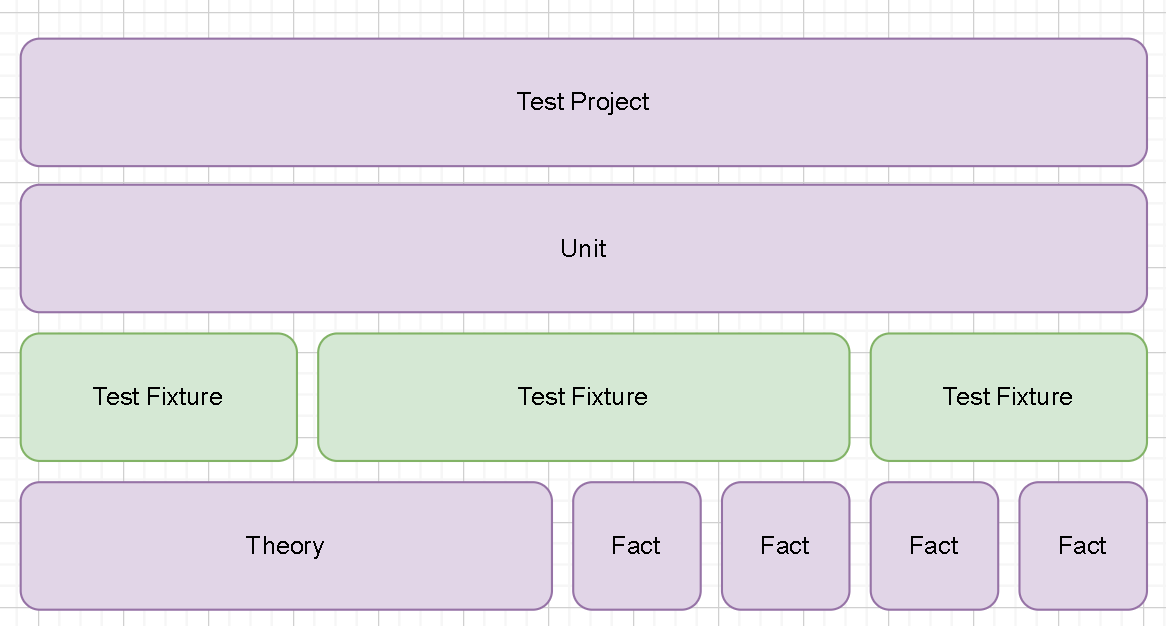 Test Project
Unit
Test Fixture
Test Fixture
Test Fixture
Theory
Fact
Fact
Fact
Fact